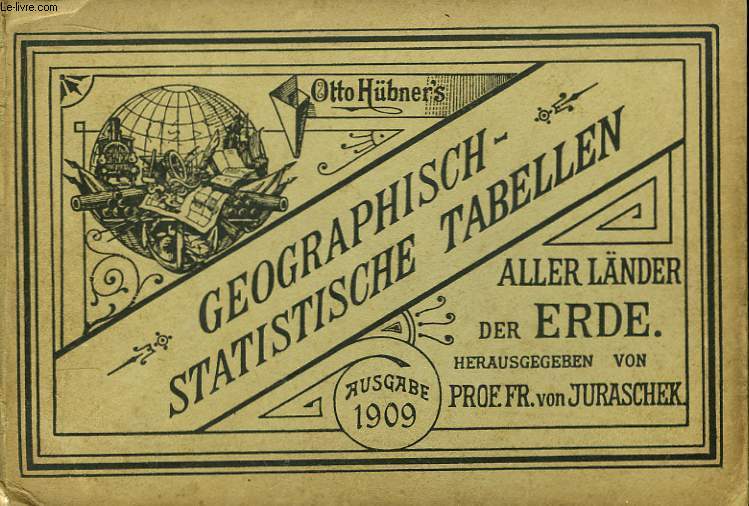 Le-livre.com
Otto Hübner's
GEOGRAPHISCH-
STATISTISCHE TABELLEN
ALLER LÄNDER
DER ERDE.
HERAUSGEGEBEN VON
PROF. FR. von JURASCHEK.
AUSGABE
1909